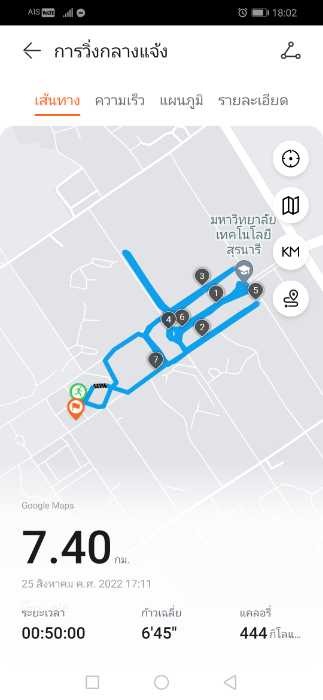 AIS VoLTE 18:02
การวิ่งกลางแจ้ง
เส้นทาง ความเร็ว แผนภูมิ รายละเอียด
มหาวิทยาลัย
เทคโนโลยี
สุรนารี
KM
3
1
5
4
6
2
7
Google Maps
7.40 กม.
25 สิงหาคม ค.ศ. 2022 17:11
ระยะเวลา ก้าวเฉลี่ย แคลอรี่
00:50:00 6'45" 444 กิโลแ...